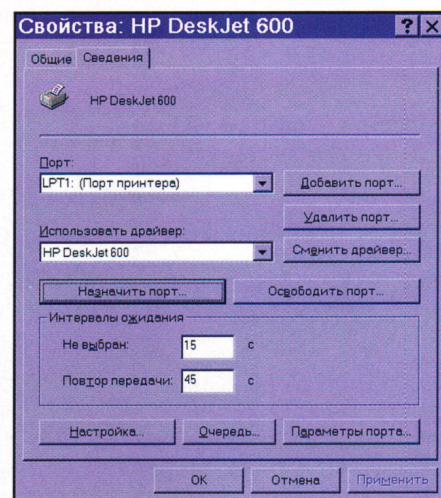 Свойства: HP DeskJet 600
Общие Сведения
HP DeskJet 600
Порт:
LPT1: (Порт принтера)
Добавить порт...
Удалить порт...
Использовать драйвер:
HP DeskJet 600
Сменить драйвер...
Назначить порт... Освободить порт...
Интервалы ожидания
Не выбран: 15 с
Повтор передачи: 45 с
Настройка... Очередь... Параметры порта...
ОК Отмена Применить